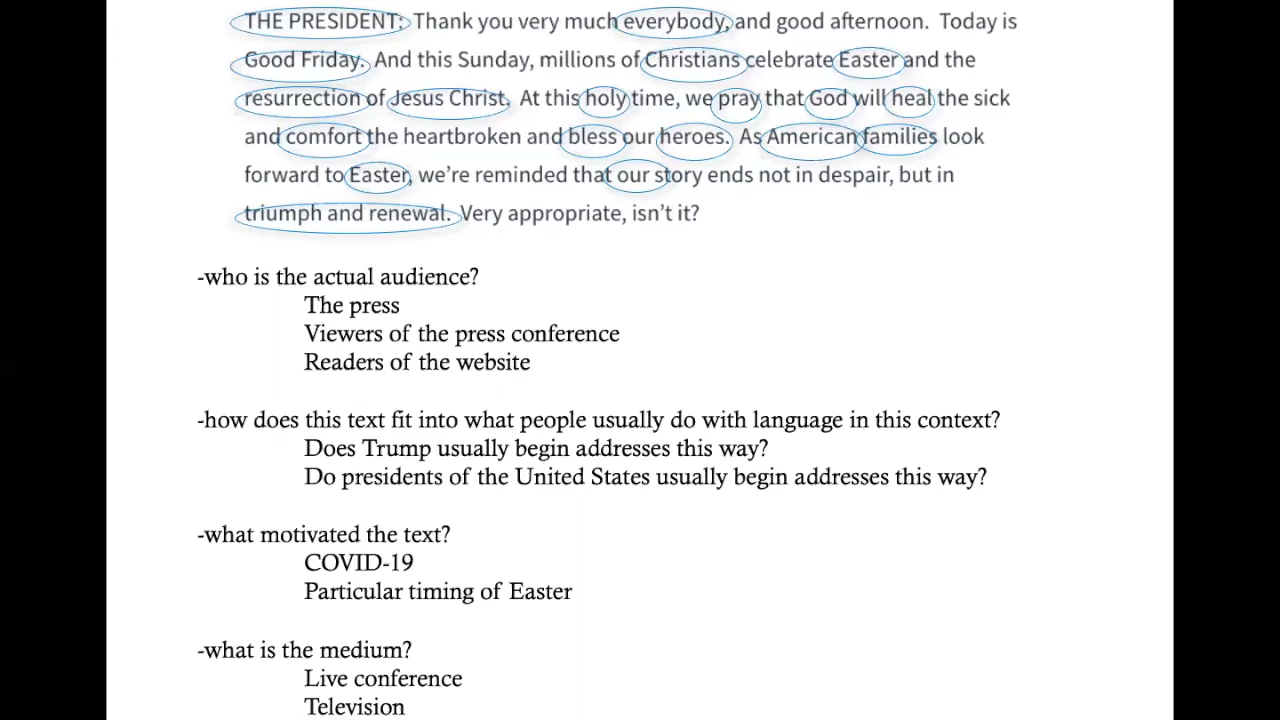 THE PRESIDENT: Thank you very much everybody, and good afternoon. Today is
Good Friday. And this Sunday, millions of Christians celebrate Easter and the
resurrection of Jesus Christ. At this holy time, we pray that God will heal the sick
and comfort the heartbroken and bless our heroes. As American families look
forward to Easter, we’re reminded that our story ends not in despair, but in
triumph and renewal. Very appropriate, isn’t it?
-who is the actual audience?
The press
Viewers of the press conference
Readers of the website
-how does this text fit into what people usually do with language in this context?
Does Trump usually begin addresses this way?
Do presidents of the United States usually begin addresses this way?
-what motivated the text?
COVID-19
Particular timing of Easter
-what is the medium?
Live conference
Television